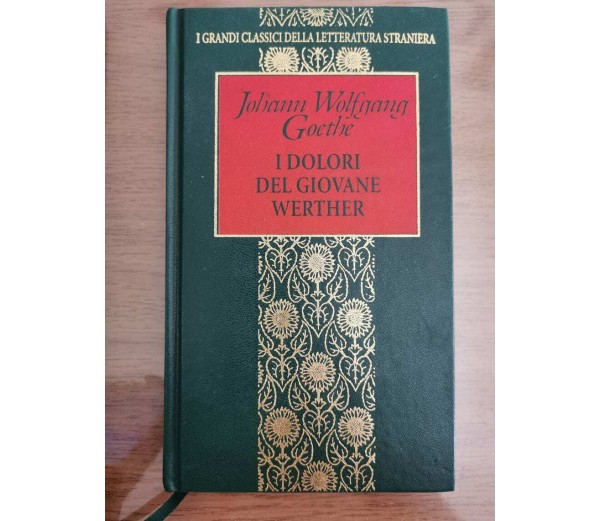 I GRANDI CLASSICI DELLA LETTERATURA STRANIERA
Johann Wolfgang
Goethe
I DOLORI
DEL GIOVANE
WERTHER